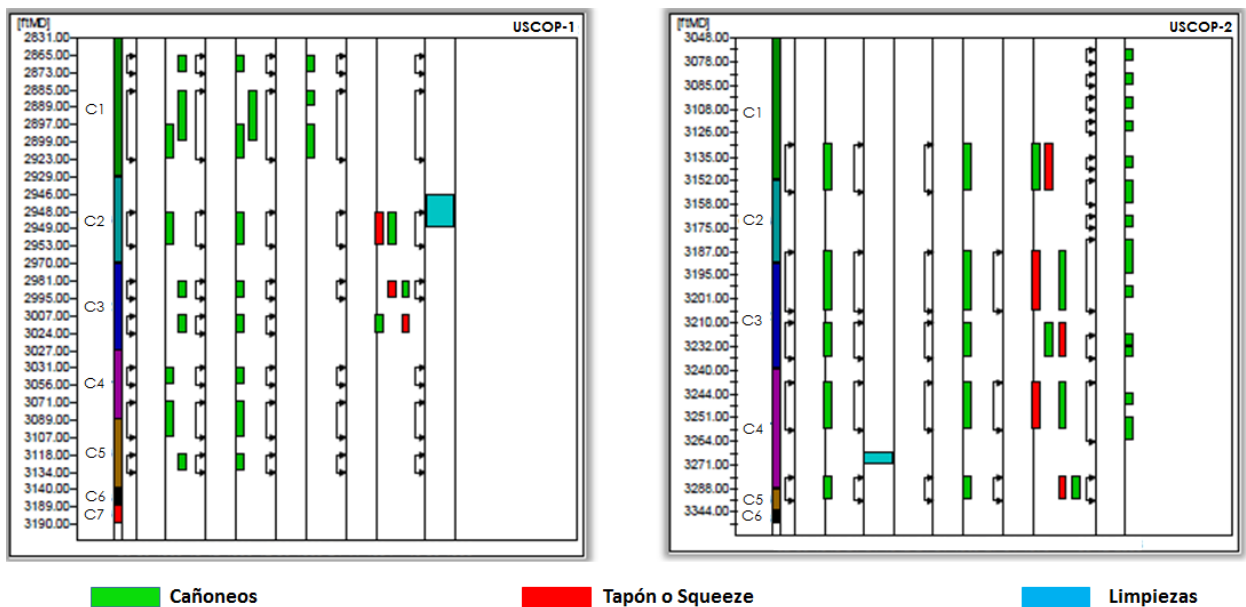 [ftMD]
USCOP-1
2831.00
2865.00
2873.00
2885.00
2889.00
2897.00
2899.00
2923.00
2929.00
2946.00
2948.00
2949.00
2953.00
2970.00
2981.00
2995.00
3007.00
3024.00
3027.00
3031.00
3056.00
3071.00
3089.00
3107.00
3118.00
3134.00
3140.00
3189.00
3190.00
C1
C2
C3
C4
C5
C6
C7
[ftMD]
USCOP-2
3048.00
3078.00
3085.00
3108.00
3126.00
3135.00
3152.00
3158.00
3175.00
3187.00
3195.00
3201.00
3210.00
3232.00
3240.00
3244.00
3251.00
3264.00
3271.00
3288.00
3344.00
C1
C2
C3
C4
C5
C6
Cañoneos
Tapón o Squeeze
Limpiezas